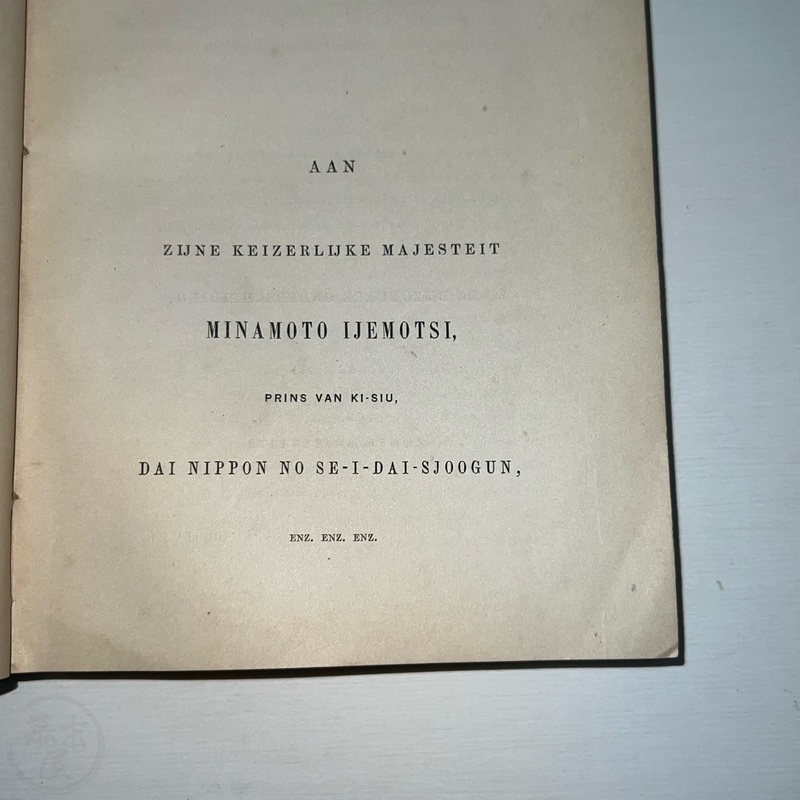 AAN
ZIJNE KEIZERLIJKE MAJESTEIT
MINAMOTO IJEMOTSI,
PRINS VAN KI-SIU,
DAI NIPPON NO SE-I-DAI-SJOOGUN,
ENZ. ENZ. ENZ.